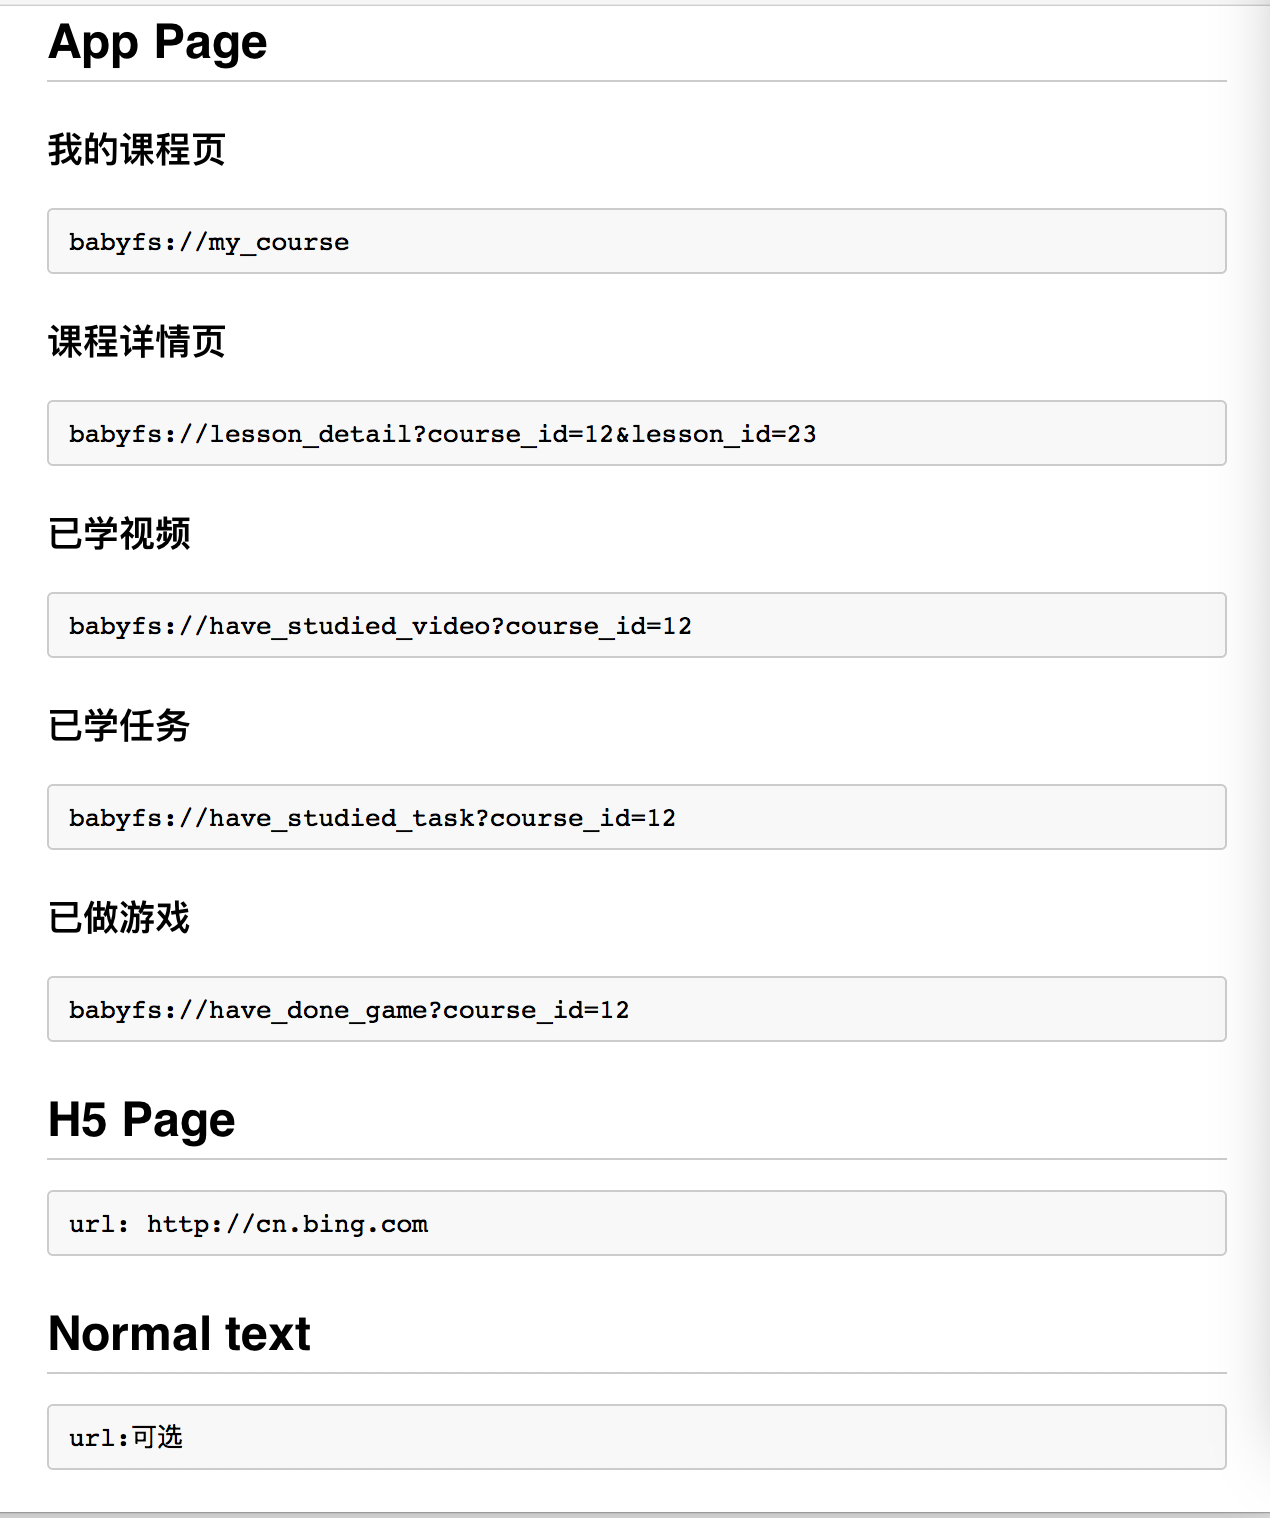 App Page
我的课程页
babyfs://my_course
课程详情页
babyfs://lesson_detail?course_id=12&lesson_id=23
已学视频
babyfs://have_studied_video?course_id=12
已学任务
babyfs://have_studied_task?course_id=12
已做游戏
babyfs://have_done_game?course_id=12
H5 Page
url: http://cn.bing.com
Normal text
url:可选